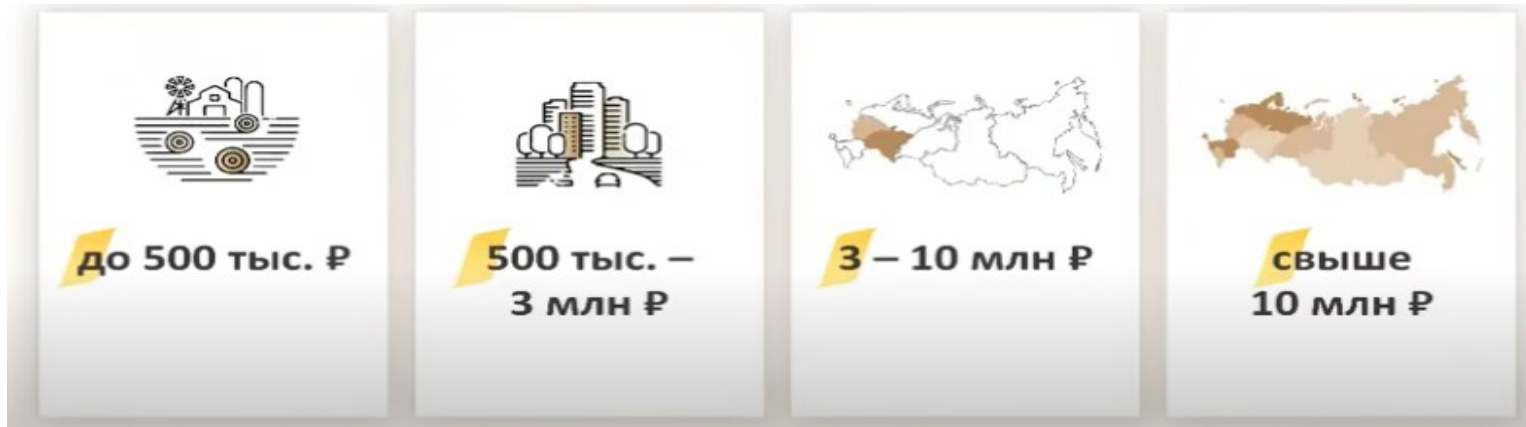 до 500 тыс. ₽
500 тыс. –
3 млн ₽
3 – 10 млн ₽
свыше
10 млн ₽